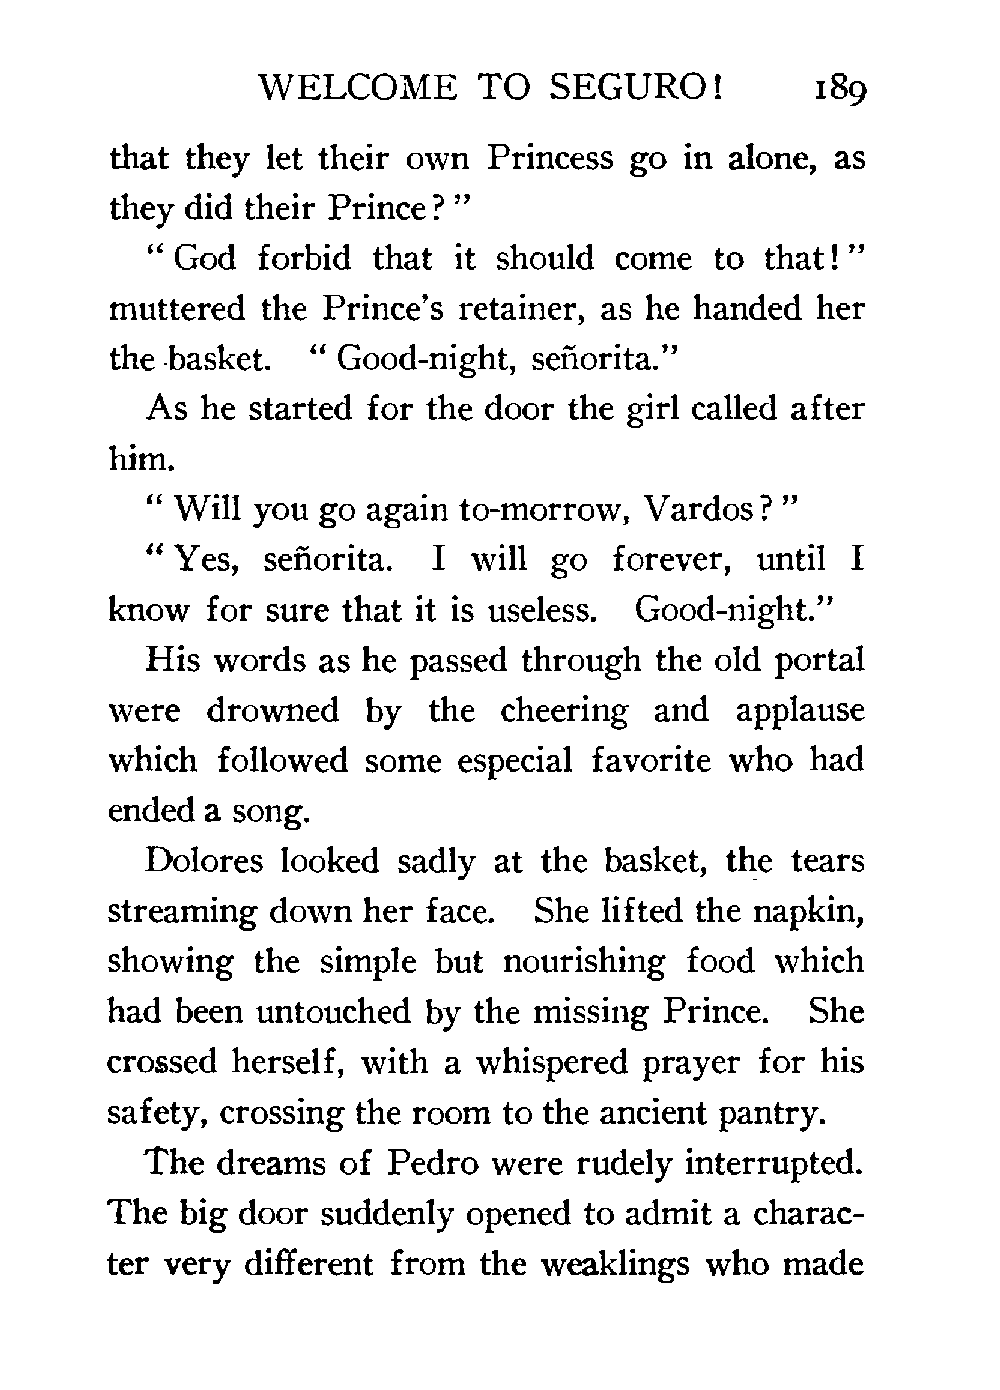 WELCOME TO SEGURO! 189
that they let their own Princess go in alone, as
they did their Prince? ”
“ God forbid that it should come to that! ”
muttered the Prince’s retainer, as he handed her
the basket. “ Good-night, señorita.”
As he started for the door the girl called after
him.
“ Will you go again to-morrow, Vardos? ”
“ Yes, señorita. I will go forever, until I
know for sure that it is useless. Good-night.”
His words as he passed through the old portal
were drowned by the cheering and applause
which followed some especial favorite who had
ended a song.
Dolores looked sadly at the basket, the tears
streaming down her face. She lifted the napkin,
showing the simple but nourishing food which
had been untouched by the missing Prince. She
crossed herself, with a whispered prayer for his
safety, crossing the room to the ancient pantry.
The dreams of Pedro were rudely interrupted.
The big door suddenly opened to admit a charac-
ter very different from the weaklings who made